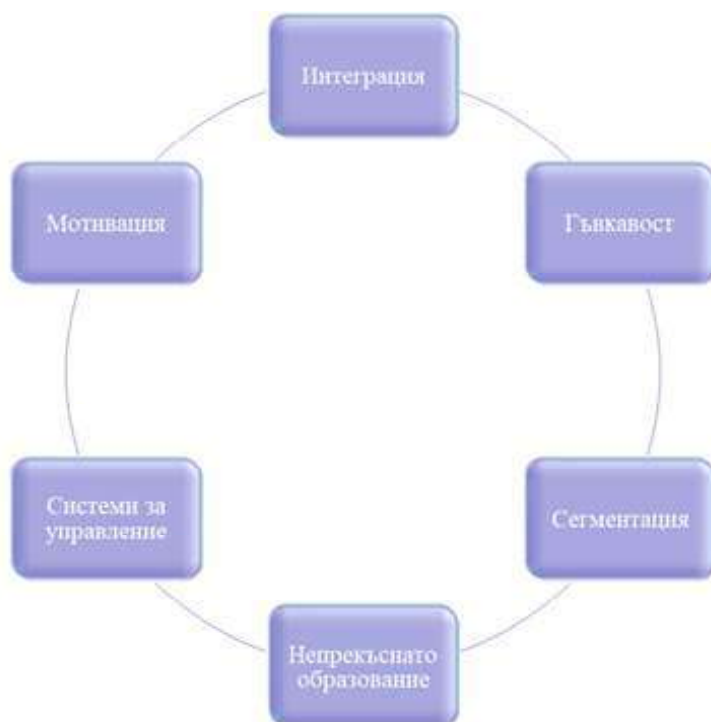 Интеграция
Гъвкавост
Сегментация
Непрекъснато
образование
Системи за
управление
Мотивация